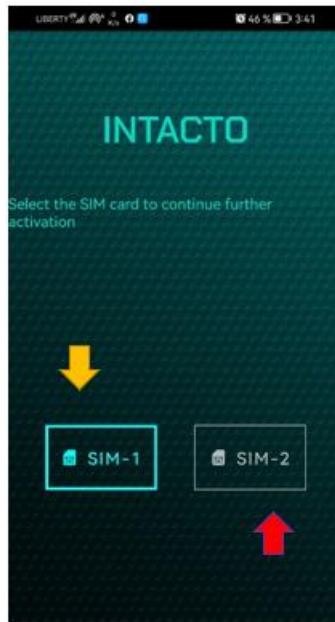 LIBERTY 46 % 3:41
INTACTO
Select the SIM card to continue further
activation
SIM-1 SIM-2